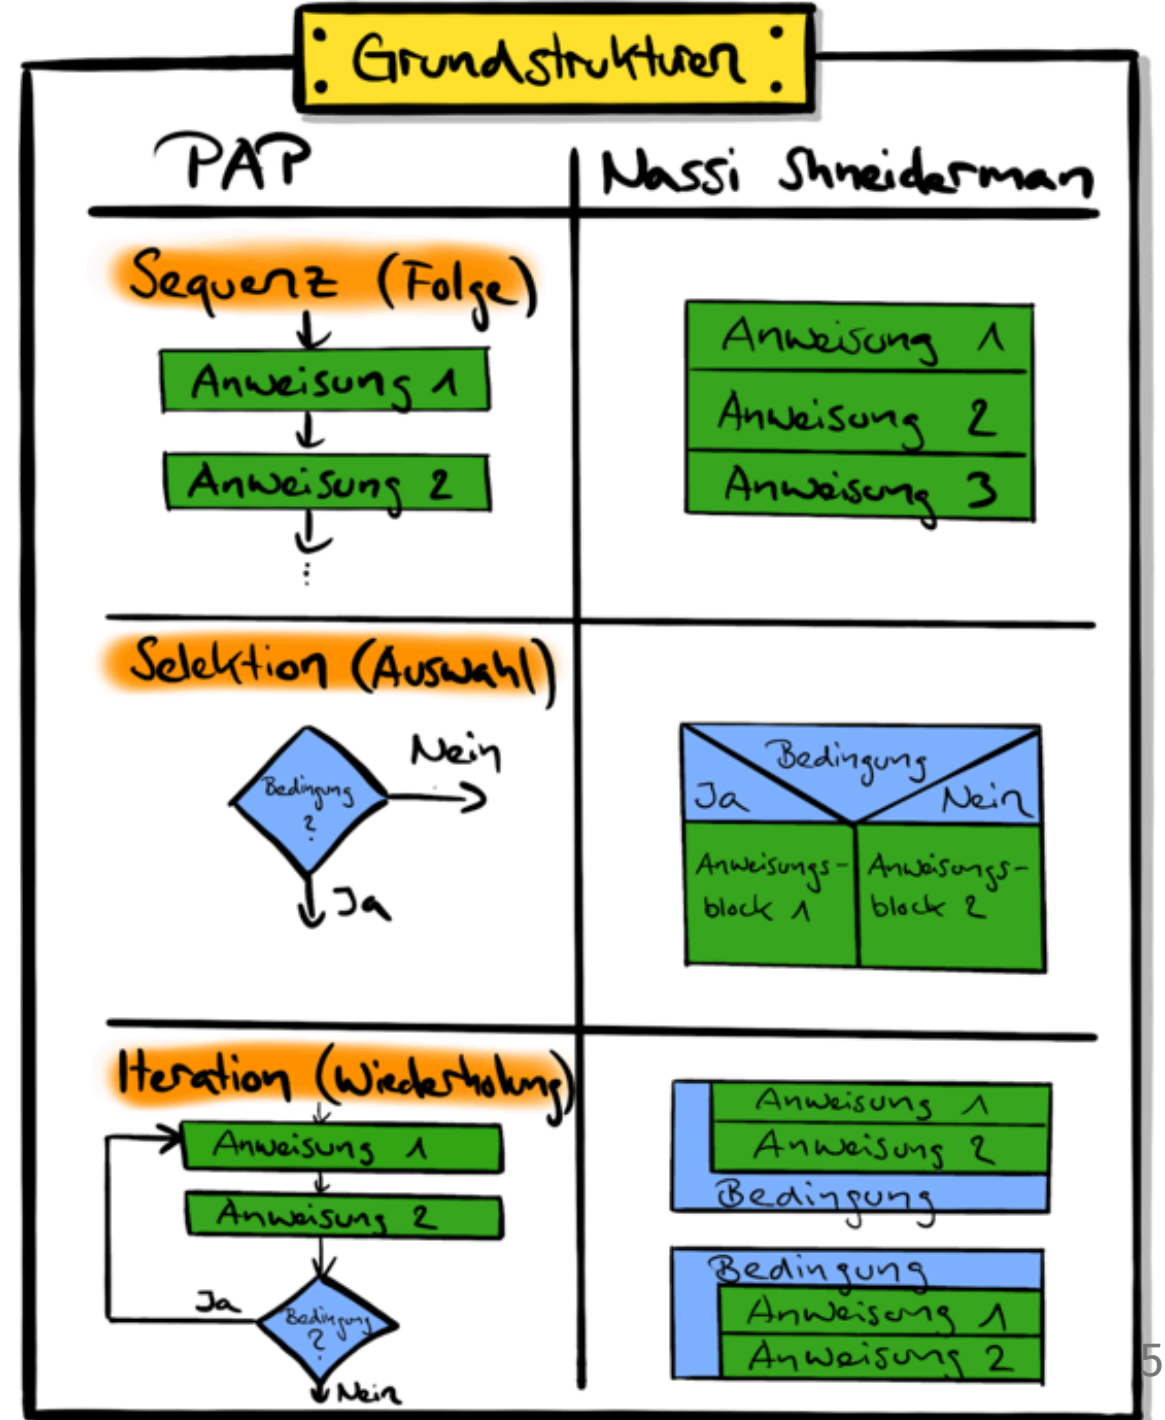 Grundstrukturen
PAP
Nassi Shneiderman
Sequenz (Folge)
Anweisung 1
Anweisung 2
...
Anweisung 1
Anweisung 2
Anweisung 3
Selektion (Auswahl)
Bedingung
?
Nein
Ja
Bedingung
Ja
Nein
Anweisungs-
block 1
Anweisungs-
block 2
Iteration (Wiederholung)
Anweisung 1
Anweisung 2
Ja
Bedingung
?
Nein
Anweisung 1
Anweisung 2
Bedingung
Bedingung
Anweisung 1
Anweisung 2
5